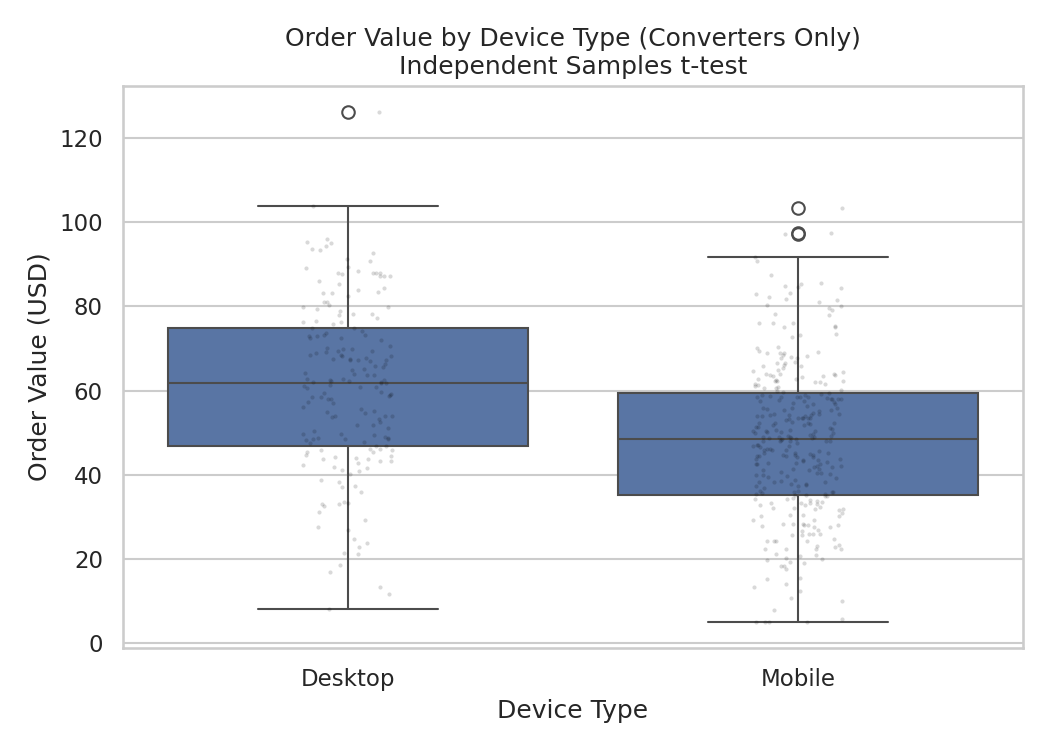 Order Value by Device Type (Converters Only)
Independent Samples t-test
Order Value (USD)
120
100
80
60
40
20
0
Desktop
Mobile
Device Type